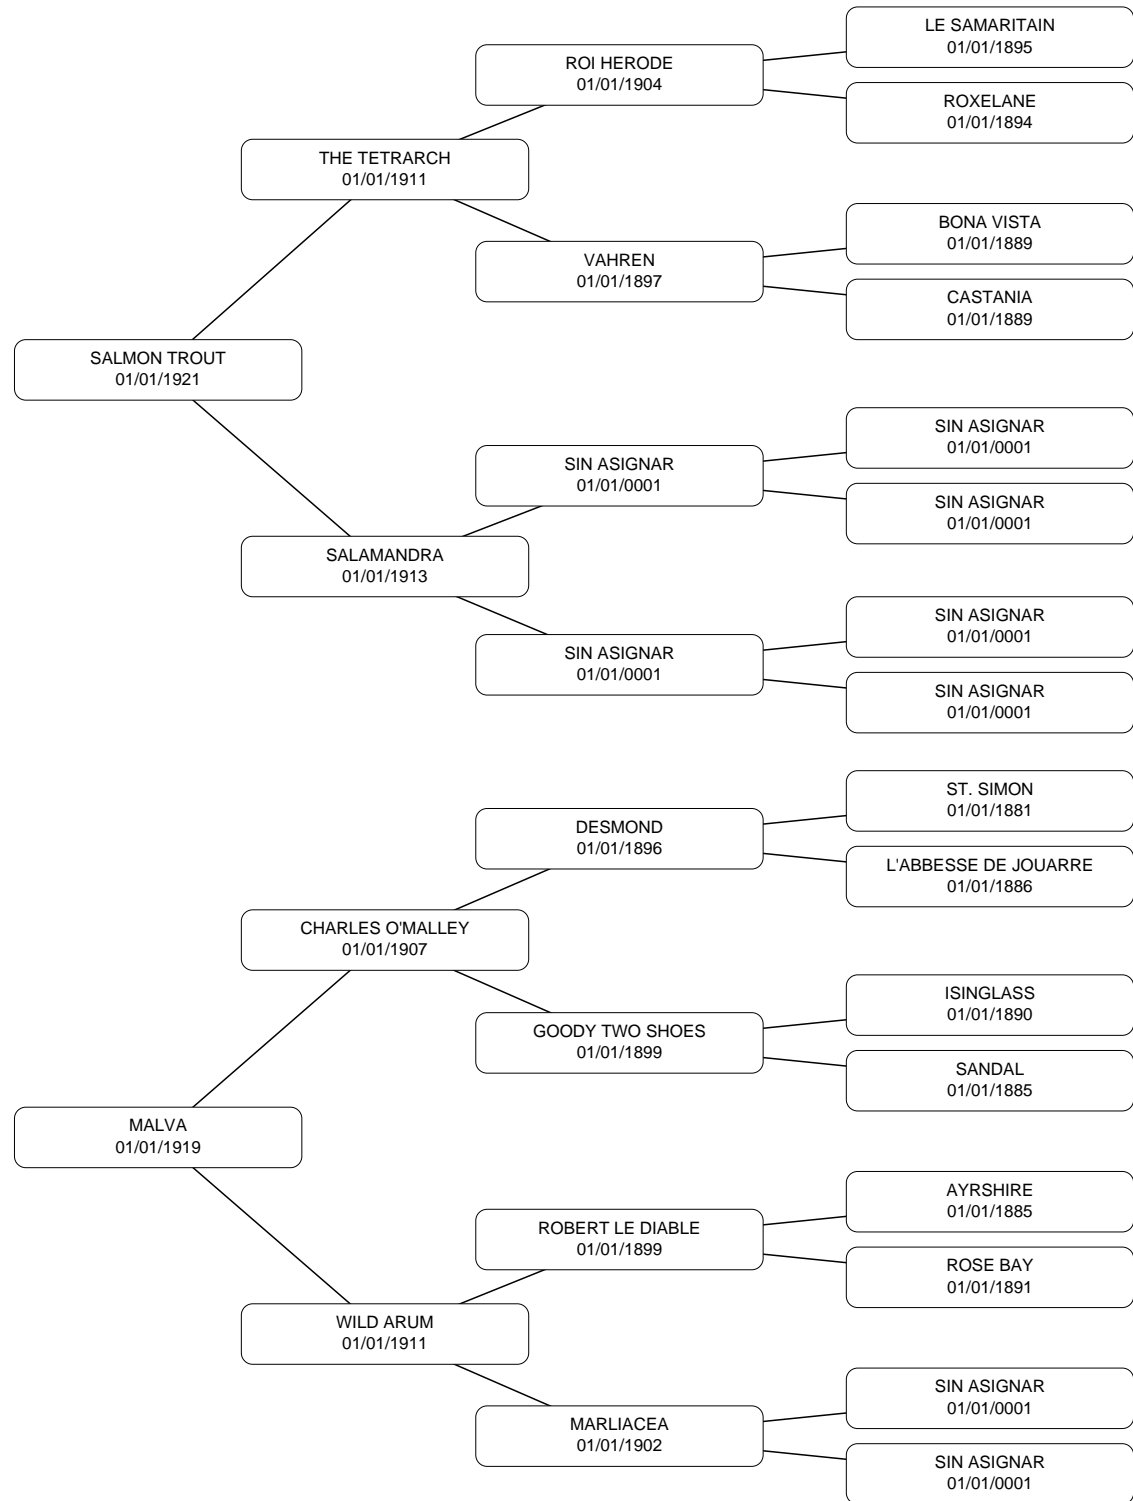 LE SAMARITAIN
01/01/1895
ROI HERODE
01/01/1904
ROXELANE
01/01/1894
THE TETRARCH
01/01/1911
BONA VISTA
01/01/1889
VAHREN
01/01/1897
CASTANIA
01/01/1889
SALMON TROUT
01/01/1921
SIN ASIGNAR
01/01/0001
SIN ASIGNAR
01/01/0001
SIN ASIGNAR
01/01/0001
SALAMANDRA
01/01/1913
SIN ASIGNAR
01/01/0001
SIN ASIGNAR
01/01/0001
SIN ASIGNAR
01/01/0001
ST. SIMON
01/01/1881
DESMOND
01/01/1896
L'ABBESSE DE JOUARRE
01/01/1886
CHARLES O'MALLEY
01/01/1907
ISINGLASS
01/01/1890
GOODY TWO SHOES
01/01/1899
SANDAL
01/01/1885
MALVA
01/01/1919
AYRSHIRE
01/01/1885
ROBERT LE DIABLE
01/01/1899
ROSE BAY
01/01/1891
WILD ARUM
01/01/1911
SIN ASIGNAR
01/01/0001
MARLIACEA
01/01/1902
SIN ASIGNAR
01/01/0001